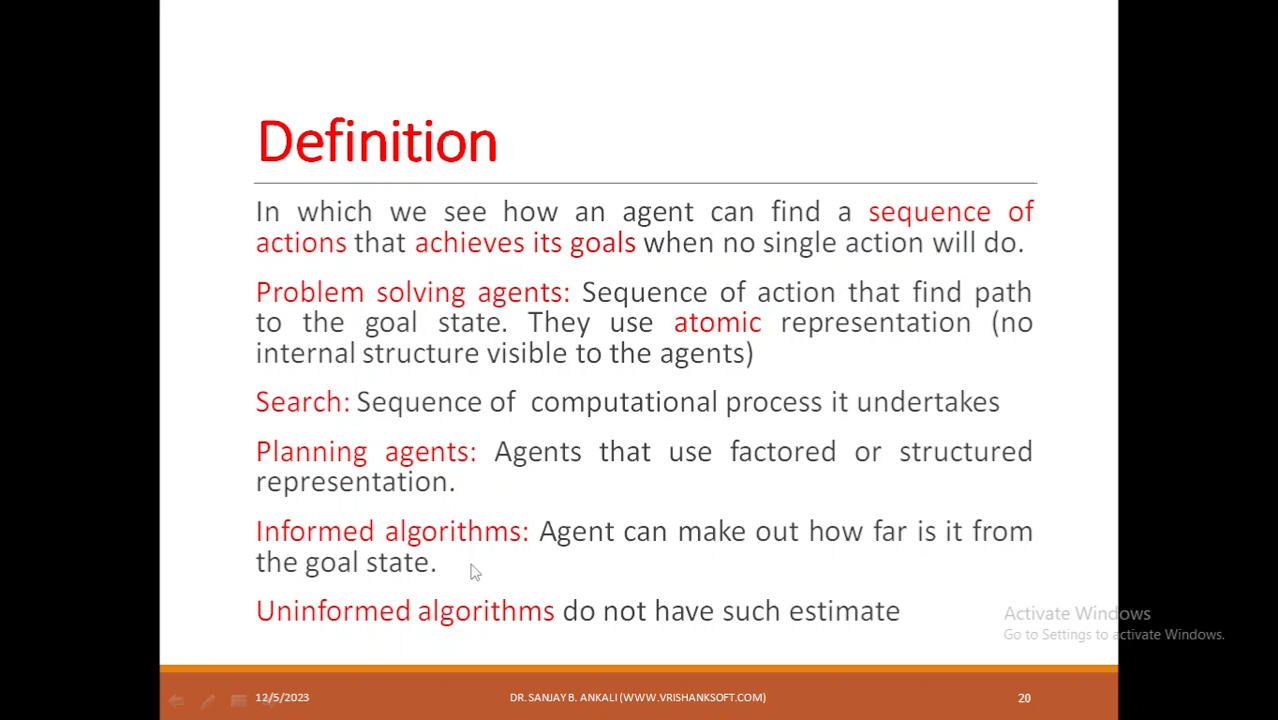 Definition
In which we see how an agent can find a sequence of
actions that achieves its goals when no single action will do.
Problem solving agents: Sequence of action that find path
to the goal state. They use atomic representation (no
internal structure visible to the agents)
Search: Sequence of computational process it undertakes
Planning agents: Agents that use factored or structured
representation.
Informed algorithms: Agent can make out how far is it from
the goal state.
Uninformed algorithms do not have such estimate
Activate Windows
Go to Settings to activate Windows.
12/5/2023
DR. SANJAY B. ANKALI (WWW.VRISHANKSOFT.COM)
20